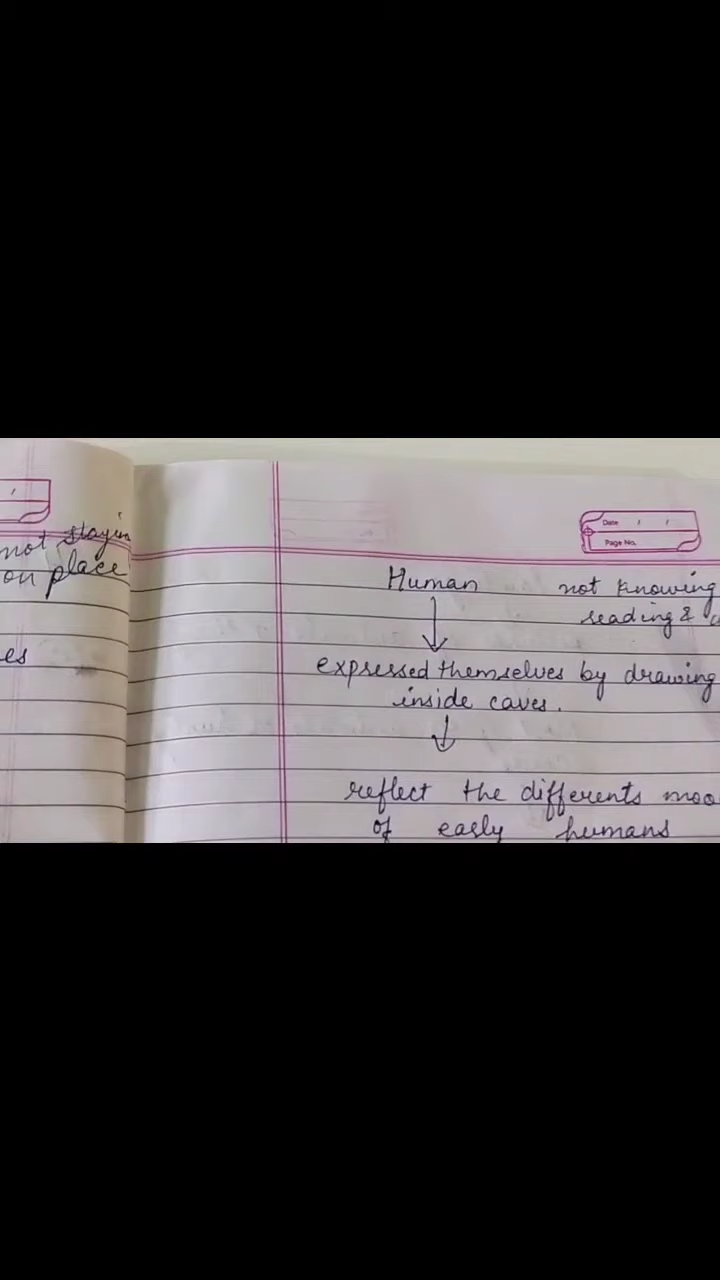 not
on place
es
Date / /
Page No.
Human not knowing
reading &
expressed themselves by drawing
inside caves.
reflect the differents moo
of early humans